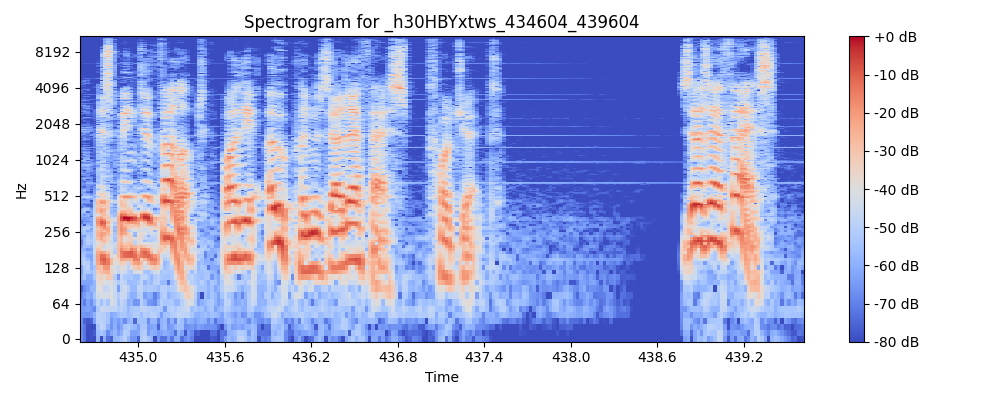 Spectrogram for _h30HBYxtws_434604_439604
Hz
8192
4096
2048
1024
512
256
128
64
0
435.0 435.6 436.2 436.8 437.4 438.0 438.6 439.2
Time
+0 dB
-10 dB
-20 dB
-30 dB
-40 dB
-50 dB
-60 dB
-70 dB
-80 dB